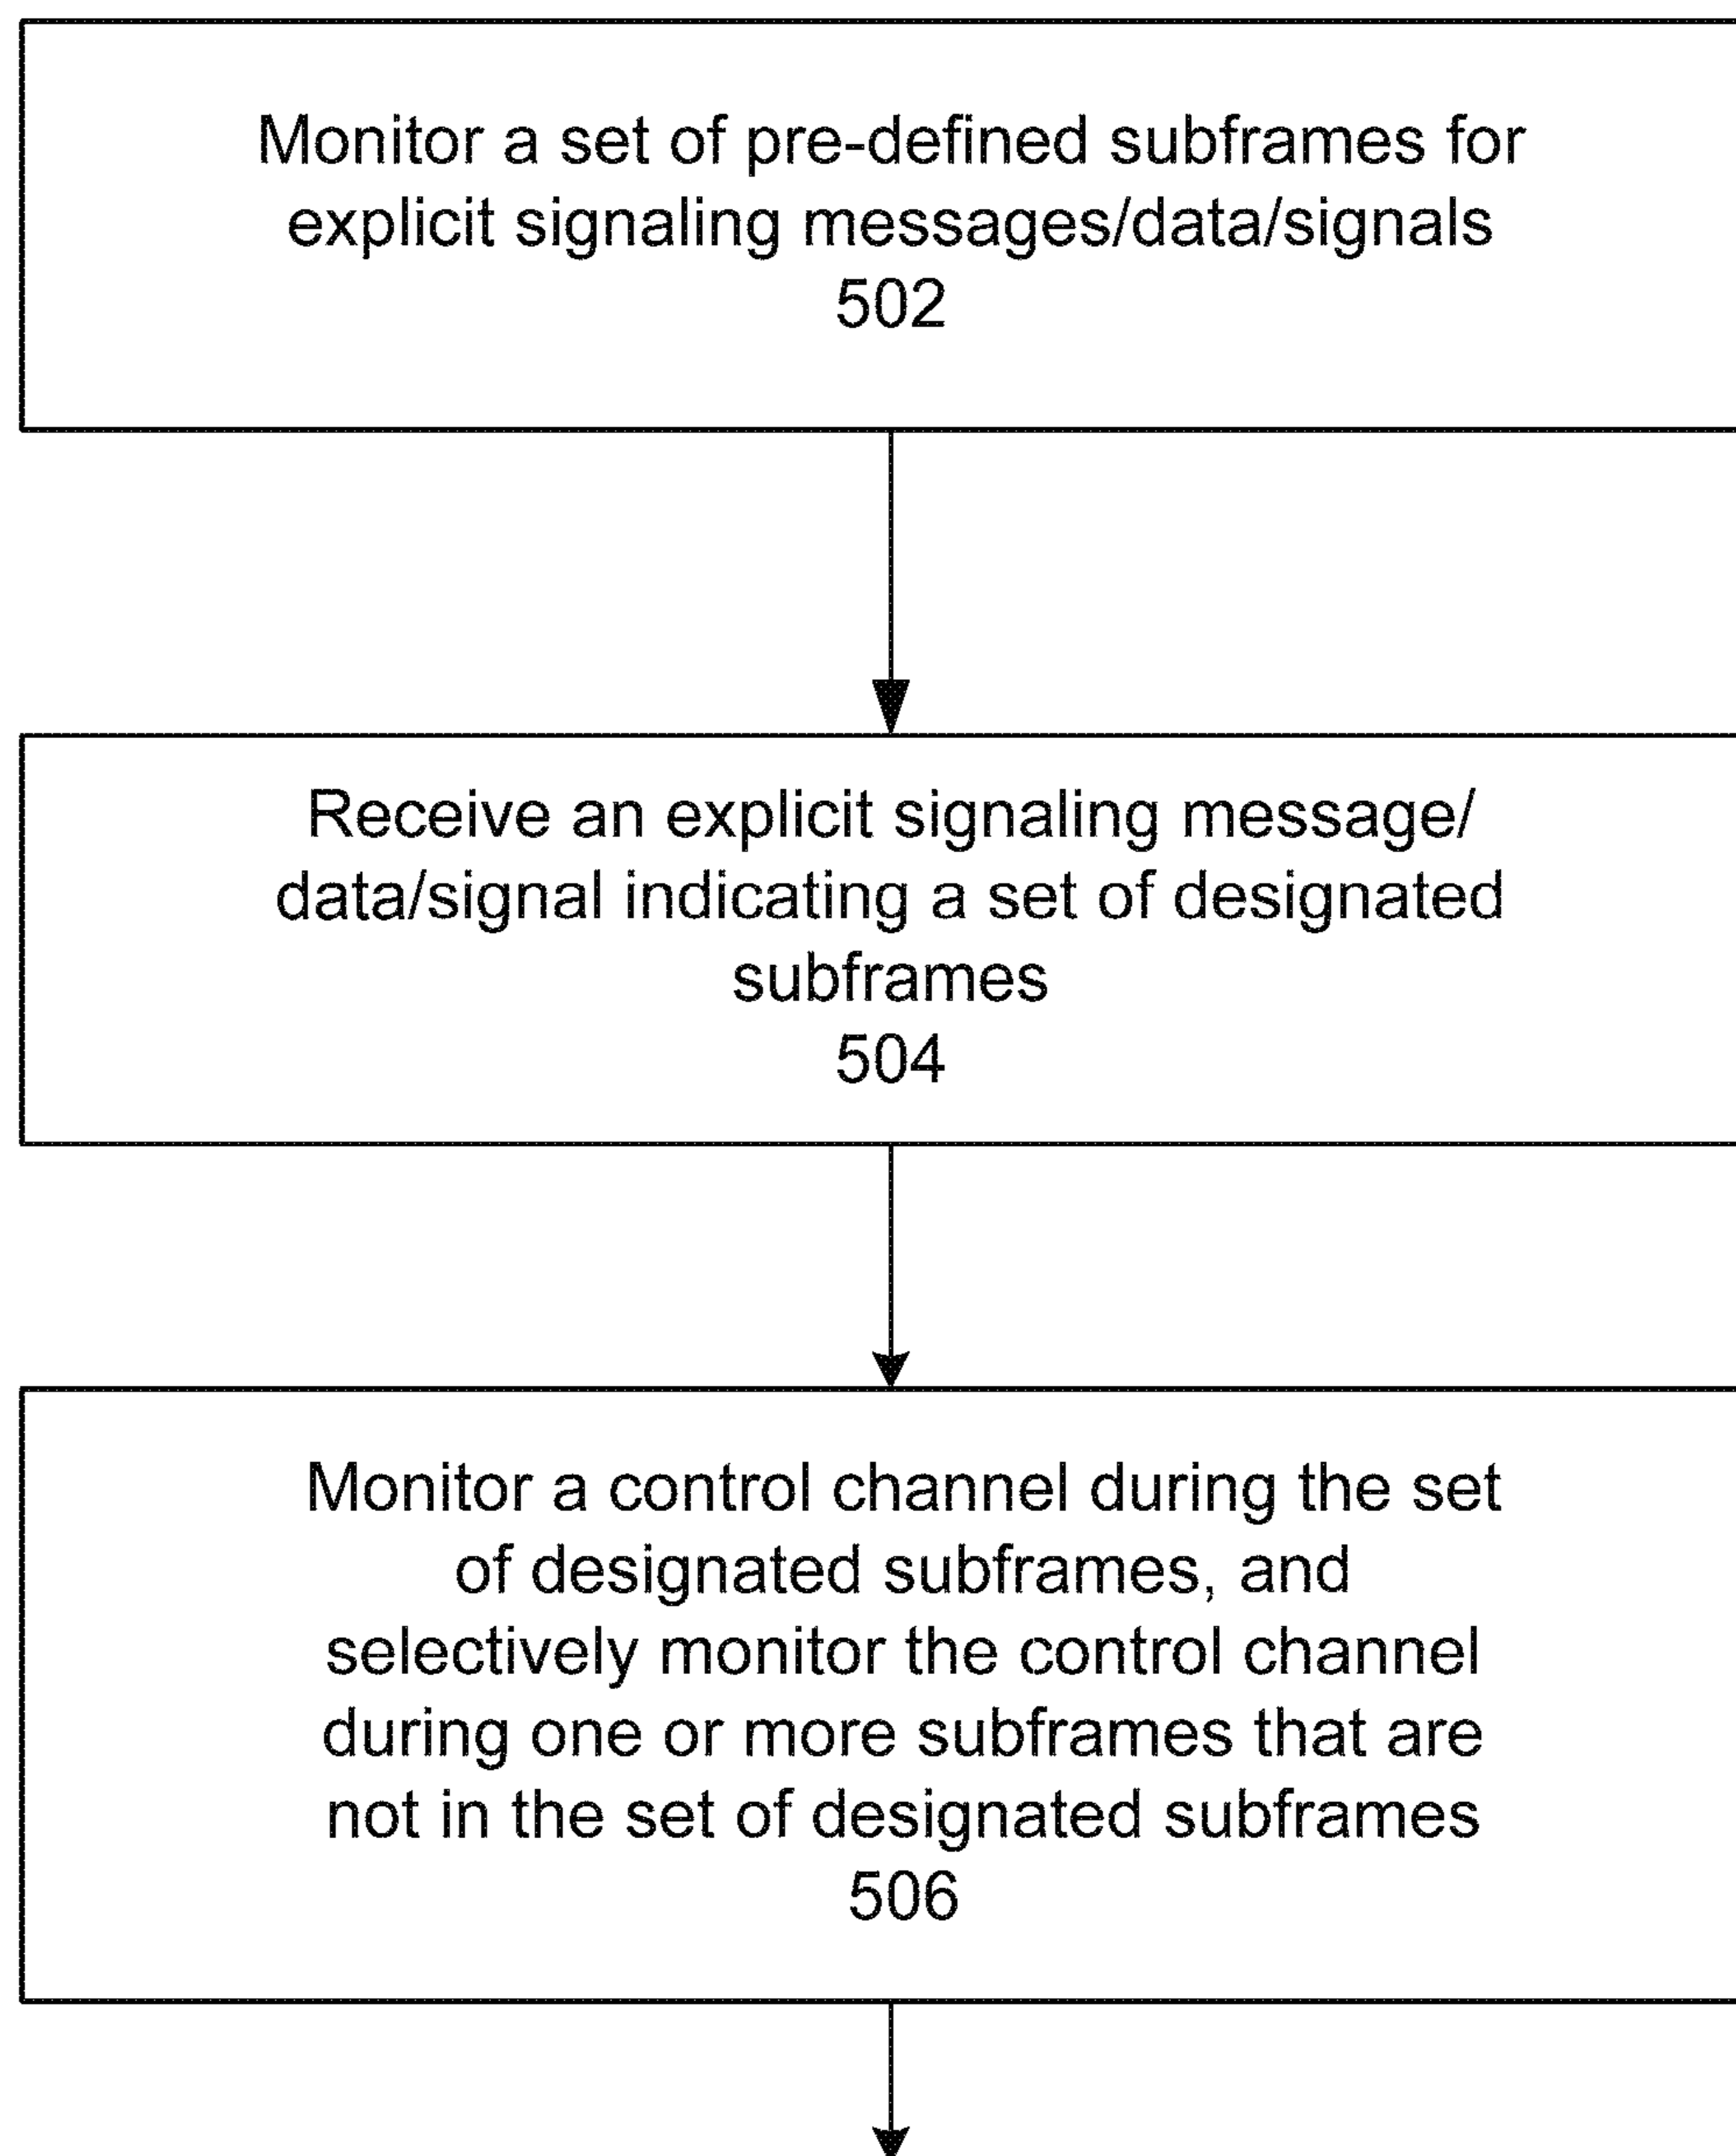 Monitor a set of pre-defined subframes for
explicit signaling messages/data/signals
502
Receive an explicit signaling message/
data/signal indicating a set of designated
subframes
504
Monitor a control channel during the set
of designated subframes, and
selectively monitor the control channel
during one or more subframes that are
not in the set of designated subframes
506